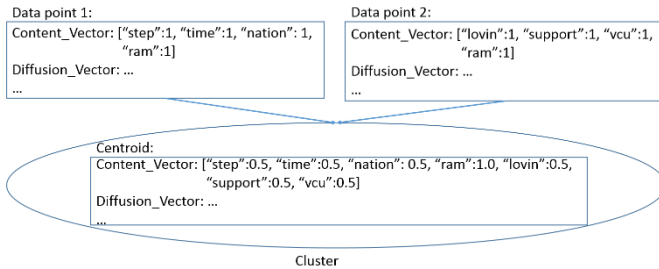 Data point 1:
Content_Vector: [“step”:1, “time”:1, “nation”: 1,
“ram”:1]
Diffusion_Vector: ...
...
Data point 2:
Content_Vector: [“lovin”:1, “support”:1, “vcu”:1,
“ram”:1]
Diffusion_Vector: ...
...
Centroid:
Content_Vector: [“step”:0.5, “time”:0.5, “nation”: 0.5, “ram”:1.0, “lovin”:0.5,
“support”:0.5, “vcu”:0.5]
Diffusion_Vector: ...
...
Cluster